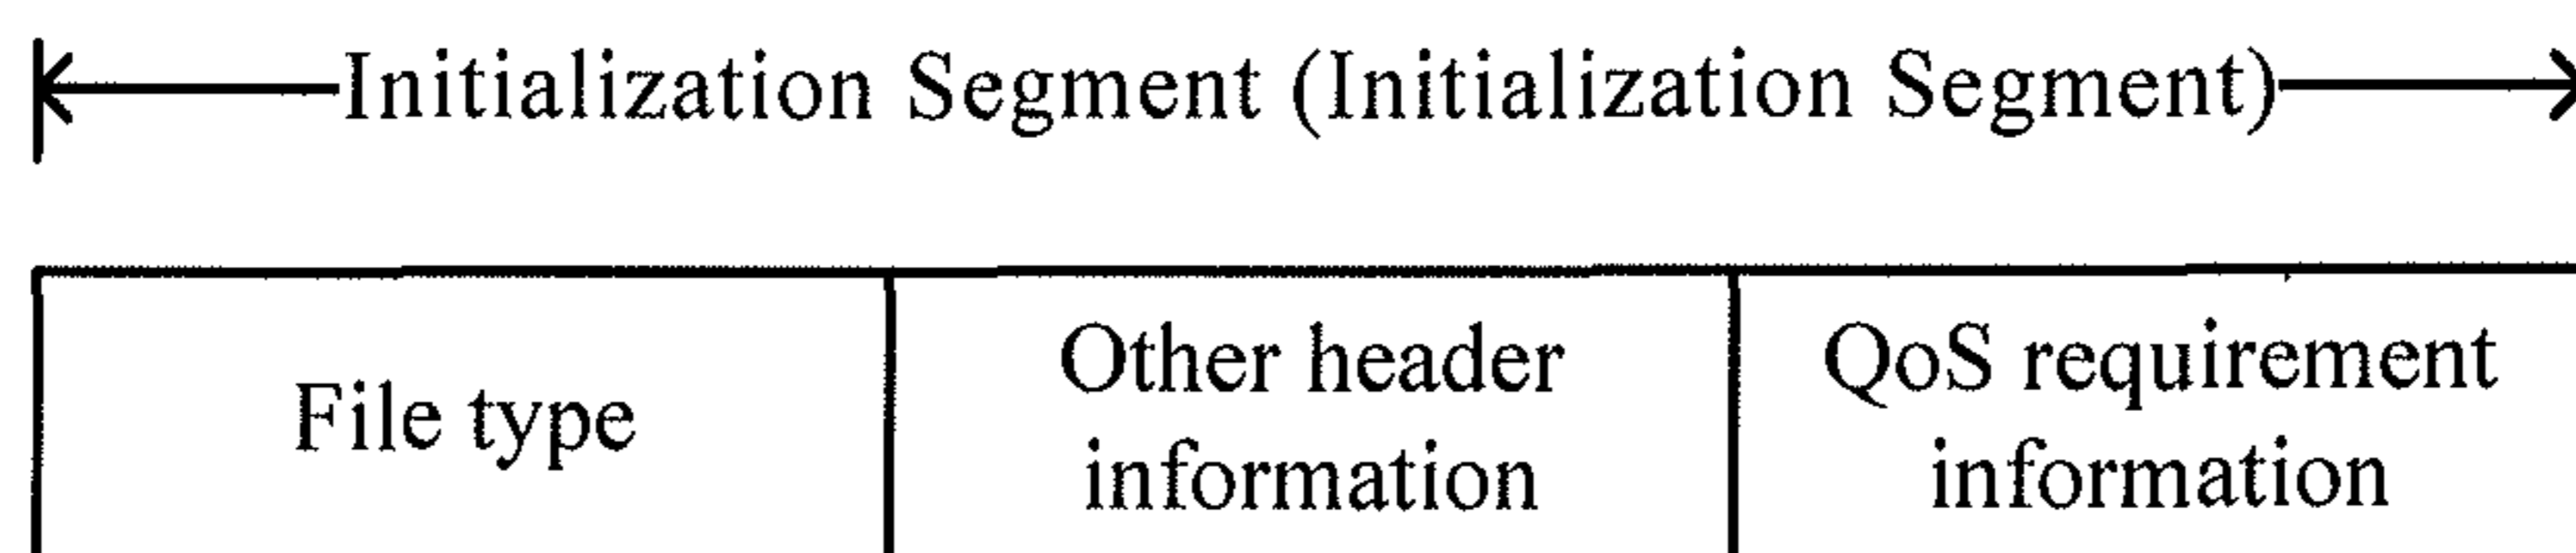 Initialization Segment (Initialization Segment)
File type
Other header
information
QoS requirement
information